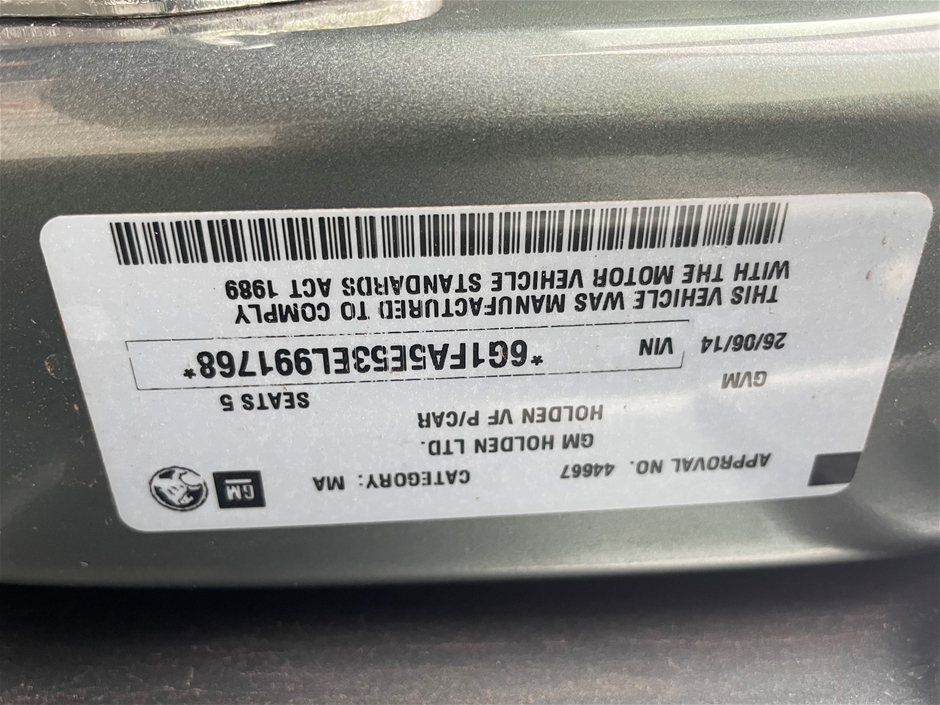 APPROVAL NO. 44667 CATEGORY: MA GM
GM HOLDEN LTD.
HOLDEN VF P/CAR
GVM SEATS 5
26/06/14 VIN *6G1FA5E53EL991768*
THIS VEHICLE WAS MANUFACTURED TO COMPLY
WITH THE MOTOR VEHICLE STANDARDS ACT 1989